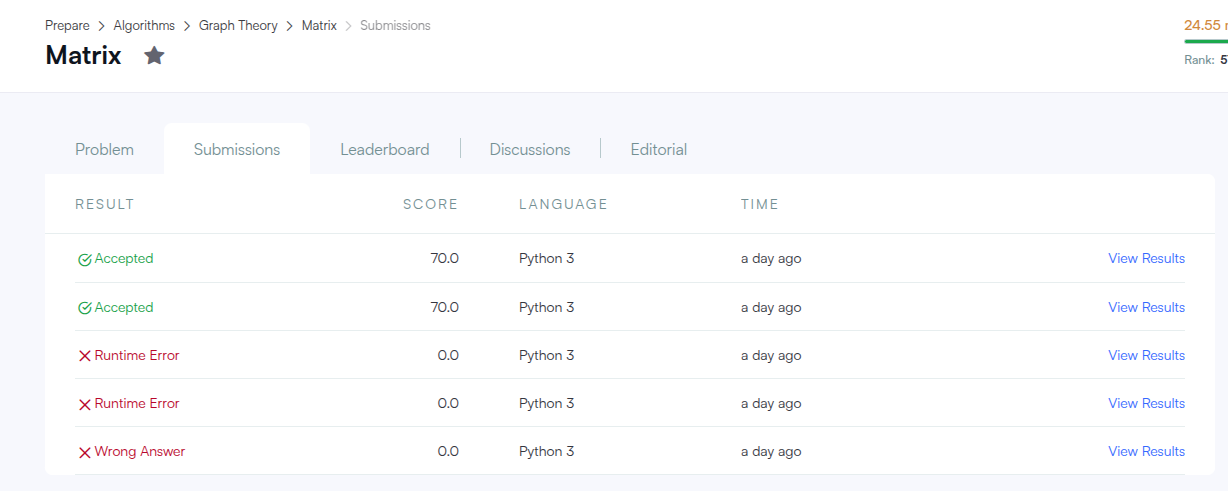 Prepare > Algorithms > Graph Theory > Matrix > Submissions
24.55
Matrix
Rank:
Problem Submissions Leaderboard Discussions Editorial
RESULT SCORE LANGUAGE TIME
Accepted 70.0 Python 3 a day ago View Results
Accepted 70.0 Python 3 a day ago View Results
Runtime Error 0.0 Python 3 a day ago View Results
Runtime Error 0.0 Python 3 a day ago View Results
Wrong Answer 0.0 Python 3 a day ago View Results